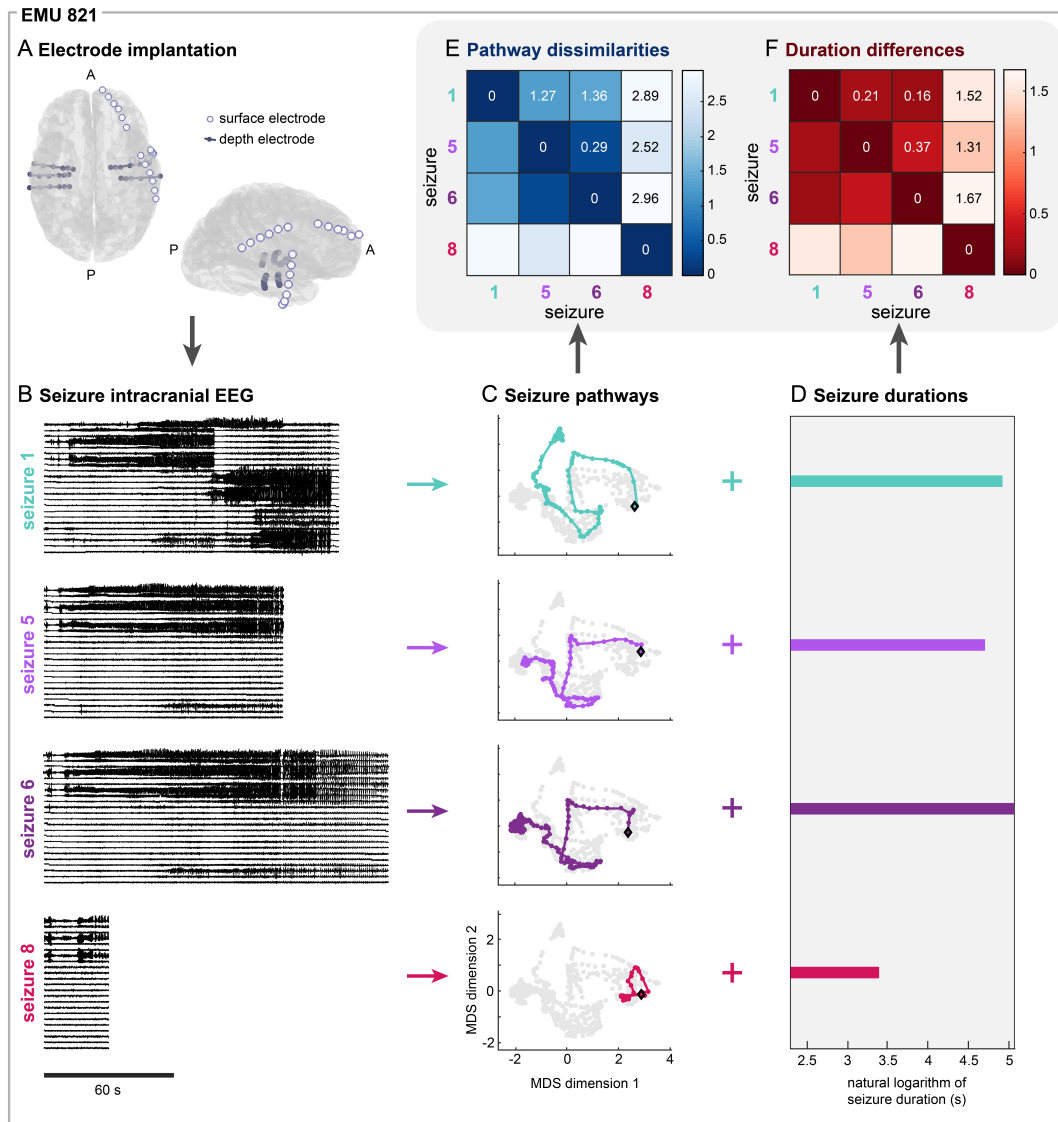 EMU 821
A Electrode implantation
A
surface electrode
depth electrode
P
P
A
E Pathway dissimilarities
seizure
1
0
1.27
1.36
2.89
5
0
0.29
2.52
6
0
2.96
8
0
1
5
6
8
seizure
2.5
2
1.5
1
0.5
0
F Duration differences
seizure
1
0
0.21
0.16
1.52
5
0
0.37
1.31
6
0
1.67
8
0
1
5
6
8
seizure
1.5
1
0.5
0
B Seizure intracranial EEG
C Seizure pathways
D Seizure durations
seizure 1
+
seizure 5
+
seizure 6
+
seizure 8
+
60 s
MDS dimension 2
2
0
-2
-2
0
2
4
MDS dimension 1
2.5
3
3.5
4
4.5
5
natural logarithm of
seizure duration (s)